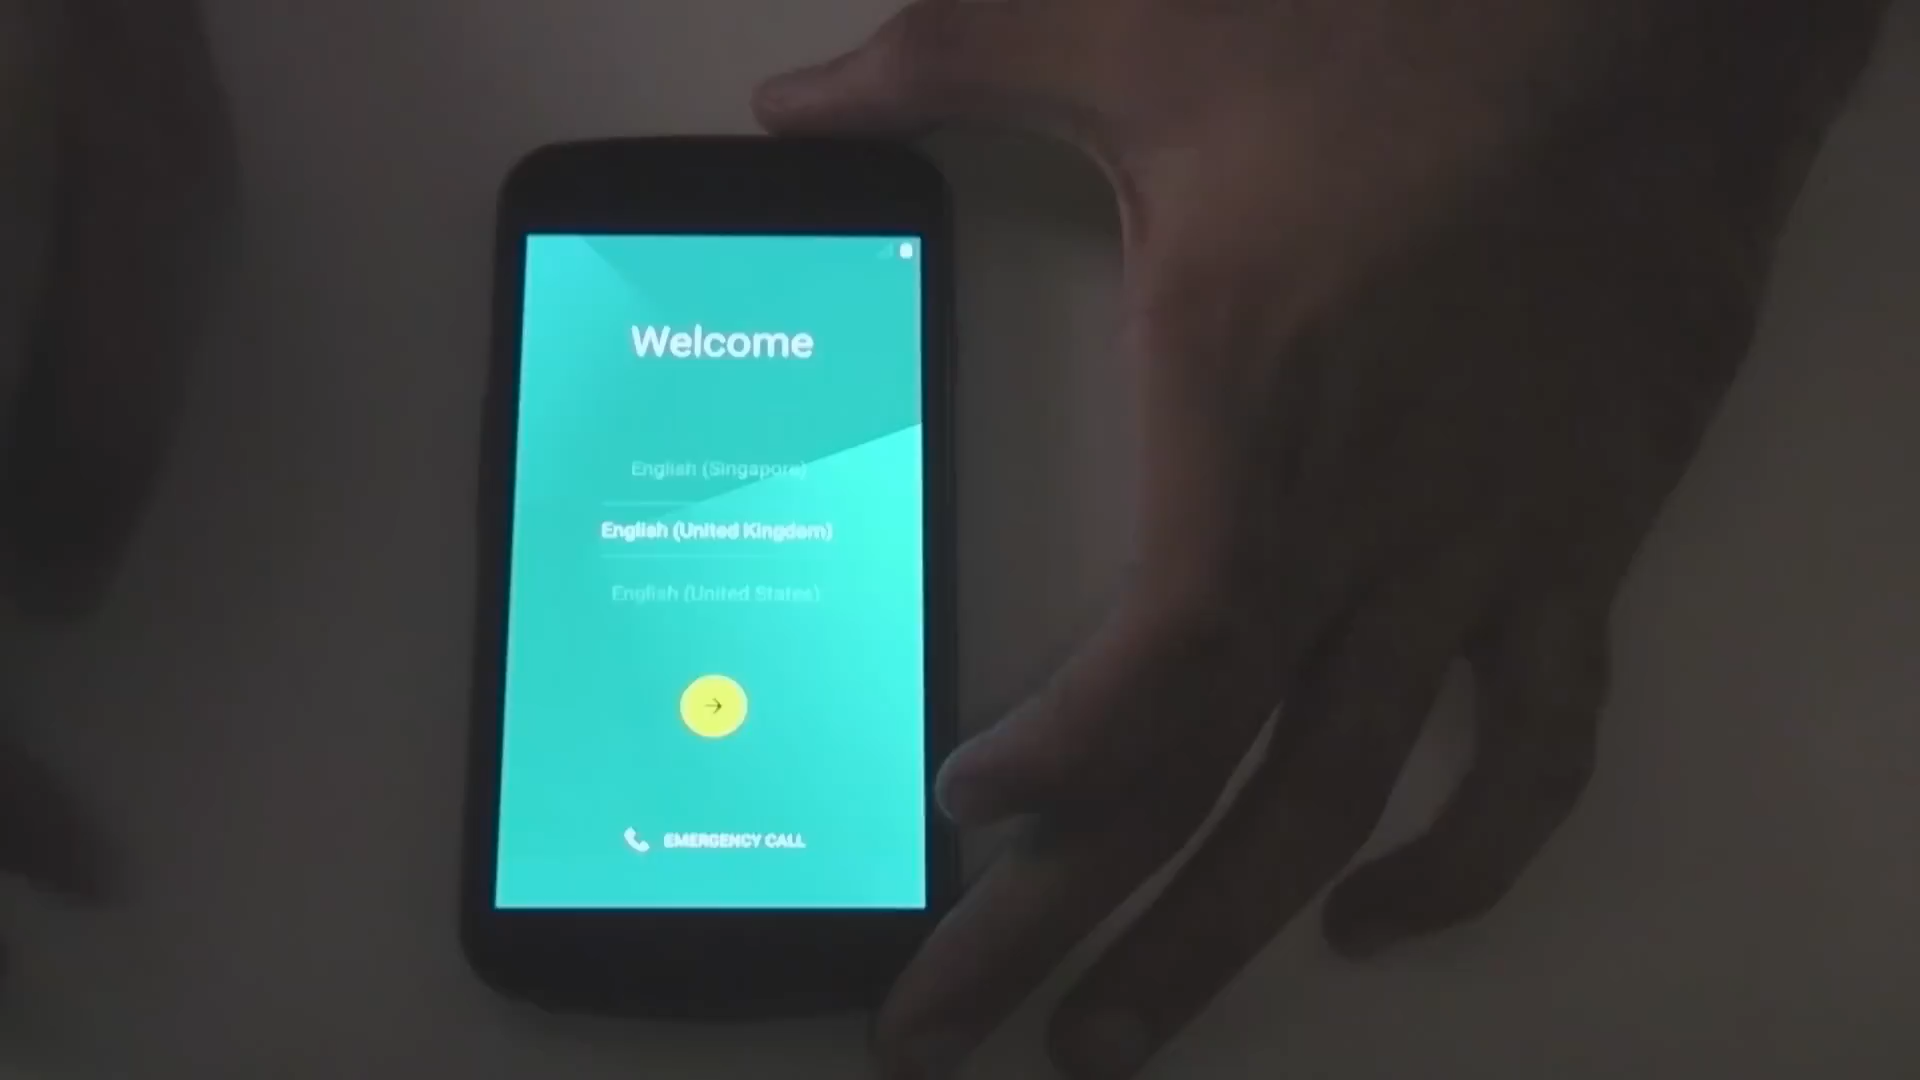 Welcome
English (Singapore)
English (United Kingdom)
English (United States)
EMERGENCY CALL